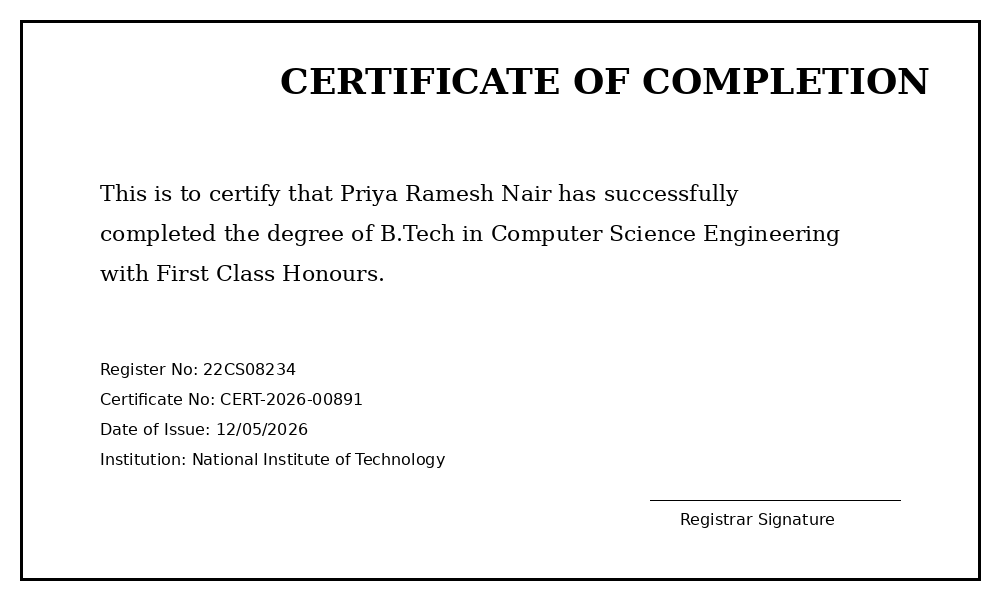 CERTIFICATE OF COMPLETION
This is to certify that Priya Ramesh Nair has successfully
completed the degree of B.Tech in Computer Science Engineering
with First Class Honours.
Register No: 22CS08234
Certificate No: CERT-2026-00891
Date of Issue: 12/05/2026
Institution: National Institute of Technology
Registrar Signature